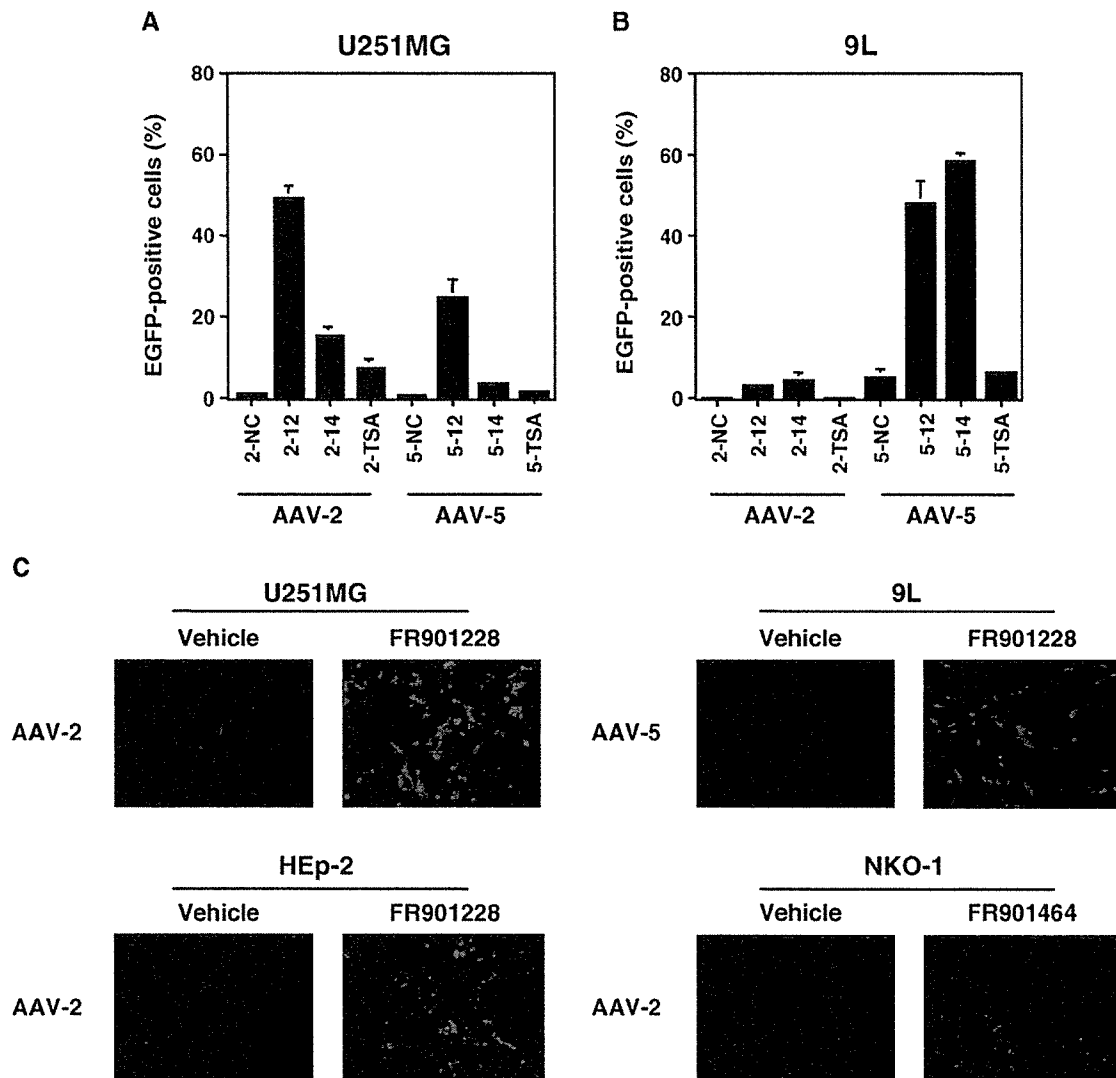 A
U251MG
EGFP-positive cells (%)
80
60
40
20
0
2-NC
2-12
2-14
2-TSA
5-NC
5-12
5-14
5-TSA
AAV-2
AAV-5
B
9L
EGFP-positive cells (%)
80
60
40
20
0
2-NC
2-12
2-14
2-TSA
5-NC
5-12
5-14
5-TSA
AAV-2
AAV-5
C
U251MG
Vehicle
FR901228
AAV-2
9L
Vehicle
FR901228
AAV-5
HEp-2
Vehicle
FR901228
AAV-2
NKO-1
Vehicle
FR901464
AAV-2